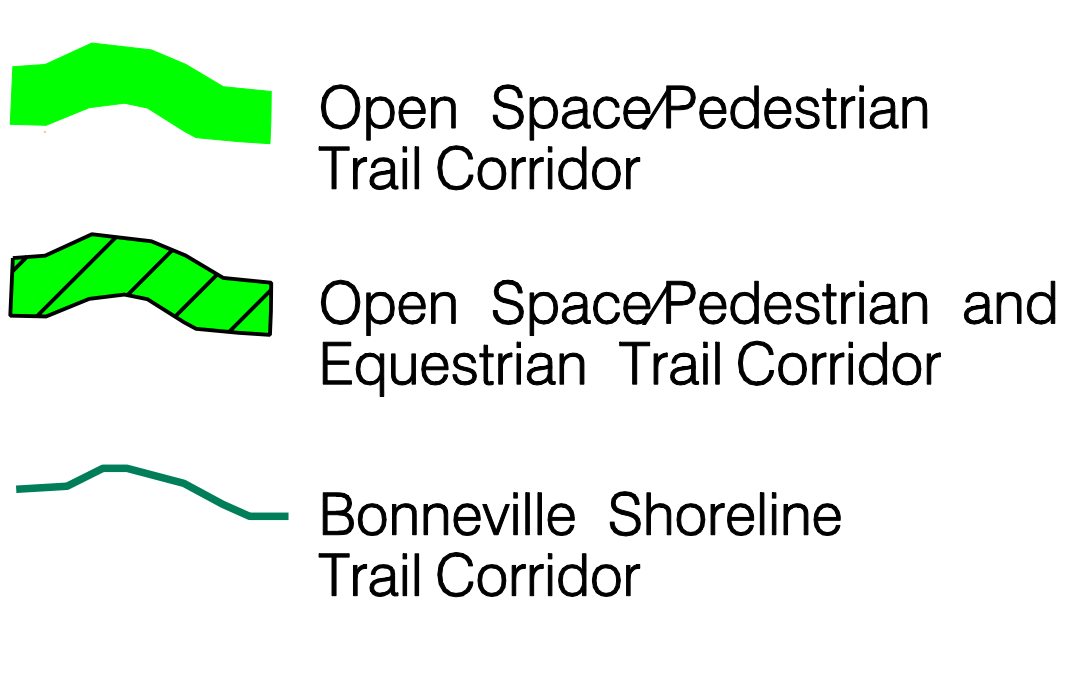 Open Space/Pedestrian
Trail Corridor
Open Space/Pedestrian and
Equestrian Trail Corridor
Bonneville Shoreline
Trail Corridor